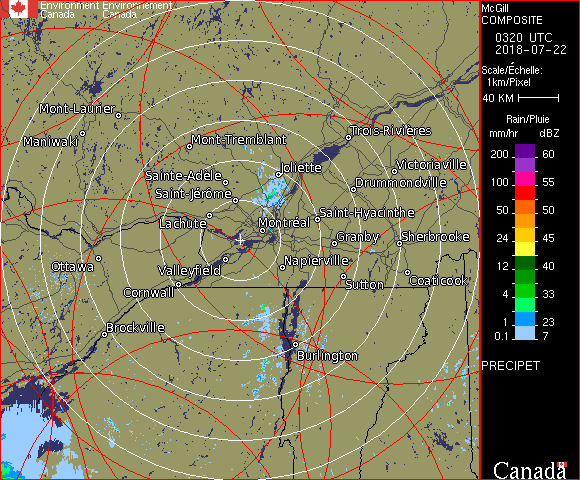 Environment Environnement
Canada Canada
McGill
COMPOSITE
0320 UTC
2018-07-22
Scale/Échelle:
1km/Pixel
40 KM
Rain/Pluie
mm/hr dBZ
200 60
100 55
50 50
24 45
12 40
4 33
1 23
0.1 7
PRECIPET
Mont-Laurier
Maniwaki
Mont-Tremblant
Trois-Rivières
Sainte-Adèle
Joliette
Victoriaville
Saint-Jérôme
Drummondville
Lachute
Montréal
Saint-Hyacinthe
Granby
Sherbrooke
Ottawa
Valleyfield
Napierville
Cornwall
Sutton
Coaticook
Brockville
Burlington
Canada